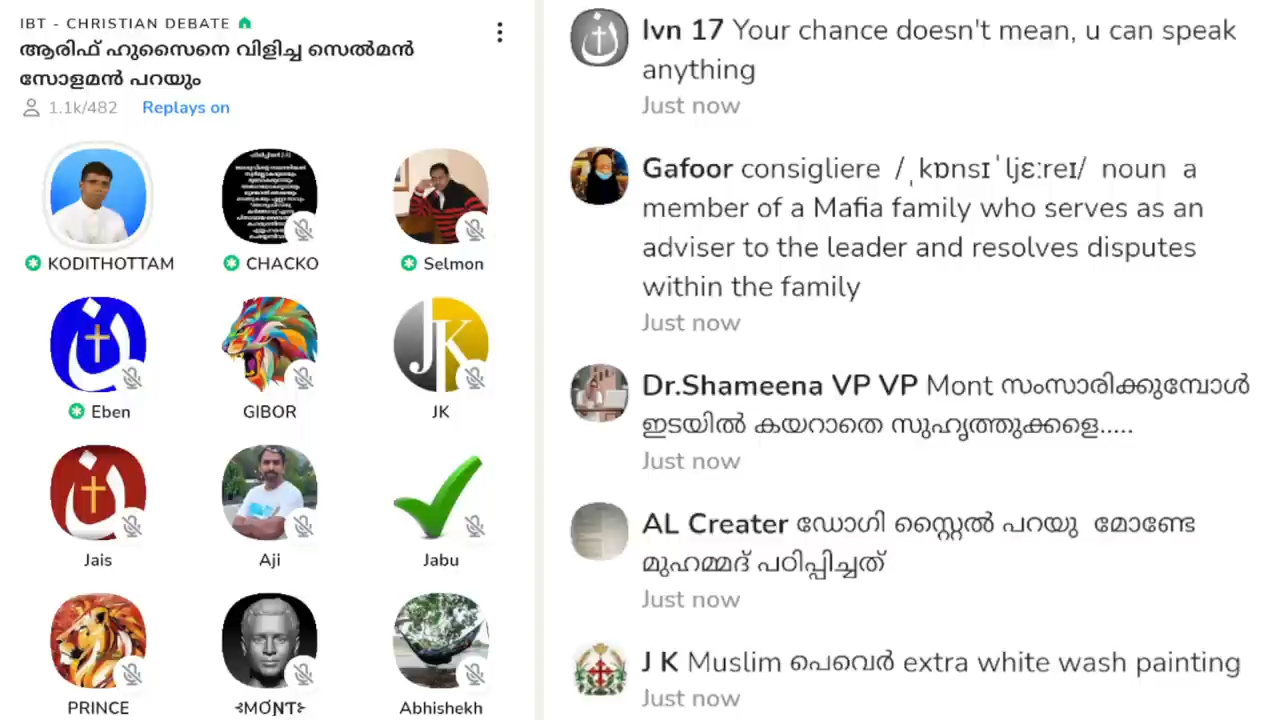 IBT - CHRISTIAN DEBATE
ആരിഫ് ഹുസൈനെ വിളിച്ച സെൽമൻ
സോളമൻ പറയും
1.1k/482 Replays on
KODITHOTTAM CHACKO Selmon
Eben GIBOR JK
Jais Aji Jabu
PRINCE MƠŃT Abhishekh
Ivn 17 Your chance doesn't mean, u can speak
anything
Just now
Gafoor consigliere /ˌkɒnsɪˈljɛːreɪ/ noun a
member of a Mafia family who serves as an
adviser to the leader and resolves disputes
within the family
Just now
Dr.Shameena VP VP Mont സംസാരിക്കുമ്പോൾ
ഇടയിൽ കയറാതെ സുഹൃത്തുക്കളെ.....
Just now
AL Creater ഡോഗി സ്റ്റൈൽ പറയു മോണ്ടേ
മുഹമ്മദ് പഠിപ്പിച്ചത്
Just now
J K Muslim പെവെർ extra white wash painting
Just now